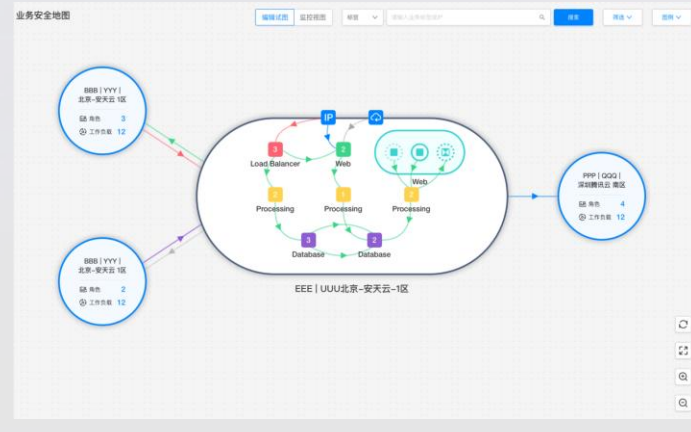 业务安全地图
编辑试图 监控视图
标签
搜索
筛选
图例
BBB | YYY |
北京-安天云 1区
角色 3
工作负载 12
IP
3
Load Balancer
2
Web
Web
2
Processing
1
Processing
2
Processing
3
Database
2
Database
EEE | UUU北京-安天云-1区
BBB | YYY |
北京-安天云 1区
角色 2
工作负载 12
PPP | QQQ |
深圳腾讯云 南区
角色 4
工作负载 12